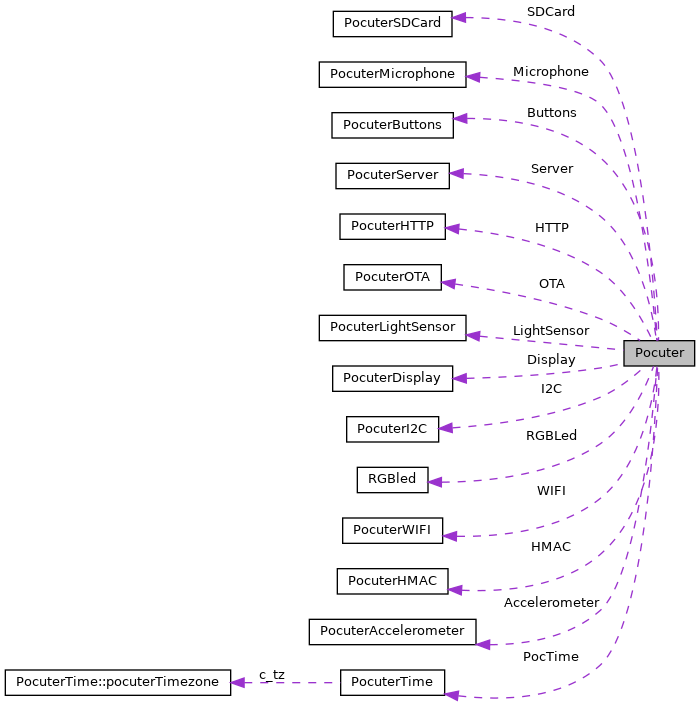 SDCard
PocuterSDCard
Microphone
PocuterMicrophone
Buttons
PocuterButtons
Server
PocuterServer
HTTP
PocuterHTTP
OTA
PocuterOTA
LightSensor
PocuterLightSensor
Pocuter
Display
PocuterDisplay
I2C
PocuterI2C
RGBLed
RGBled
WIFI
PocuterWIFI
HMAC
PocuterHMAC
Accelerometer
PocuterAccelerometer
PocTime
c_tz
PocuterTime::pocuterTimezone
PocuterTime